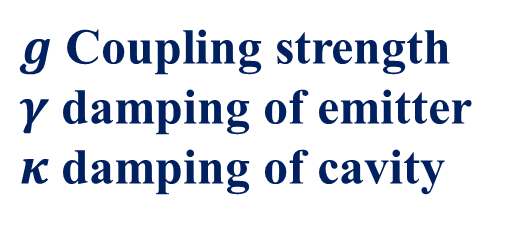 g Coupling strength
γ damping of emitter
κ damping of cavity